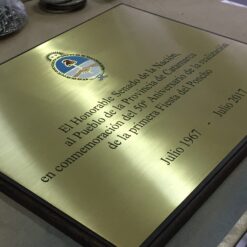 El Honorable Senado de la Nación,
al Pueblo de la Provincia de Catamarca
en conmemoración del 50º Aniversario de la realización
de la primera Fiesta del Poncho
Julio 1967 - Julio 2017